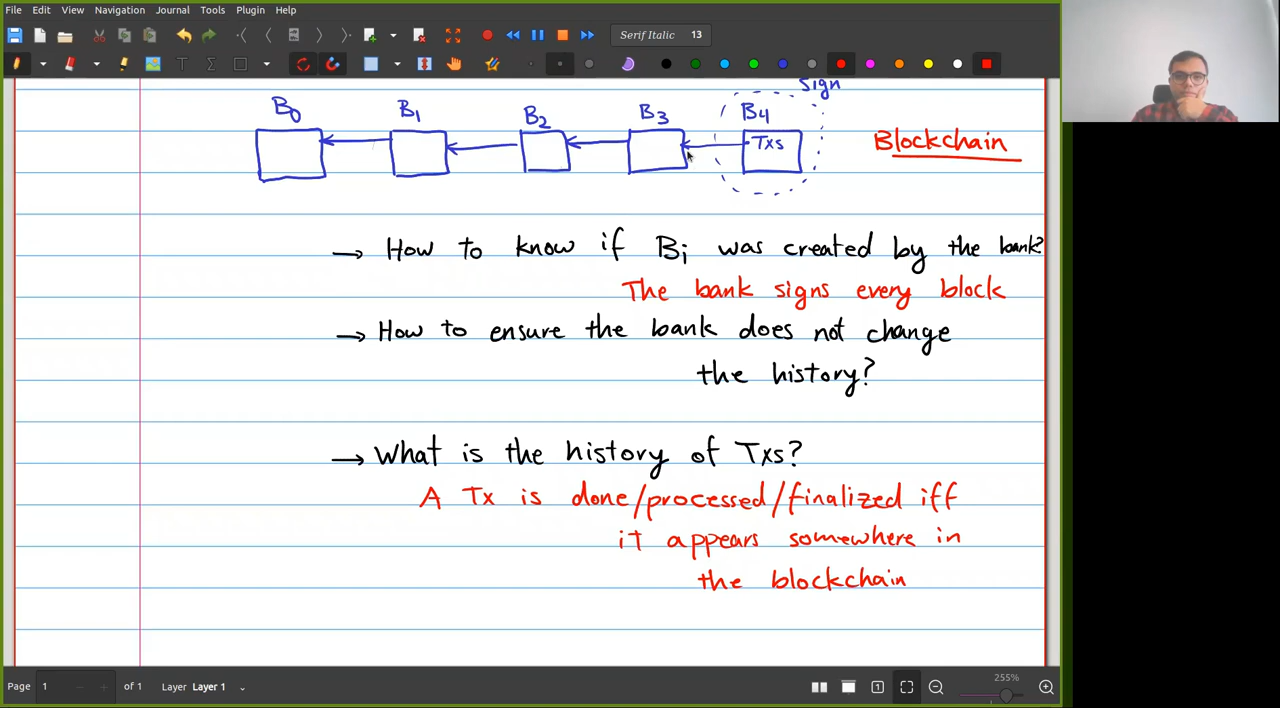 File Edit View Navigation Journal Tools Plugin Help
Serif Italic 13
Sign
B0 B1 B2 B3 B4
Txs
Blockchain
→ How to know if Bi was created by the bank?
The bank signs every block
→ How to ensure the bank does not change
the history?
→ What is the history of Txs?
A Tx is done/processed/finalized iff
it appears somewhere in
the blockchain
Page 1 of 1 Layer Layer 1 255%